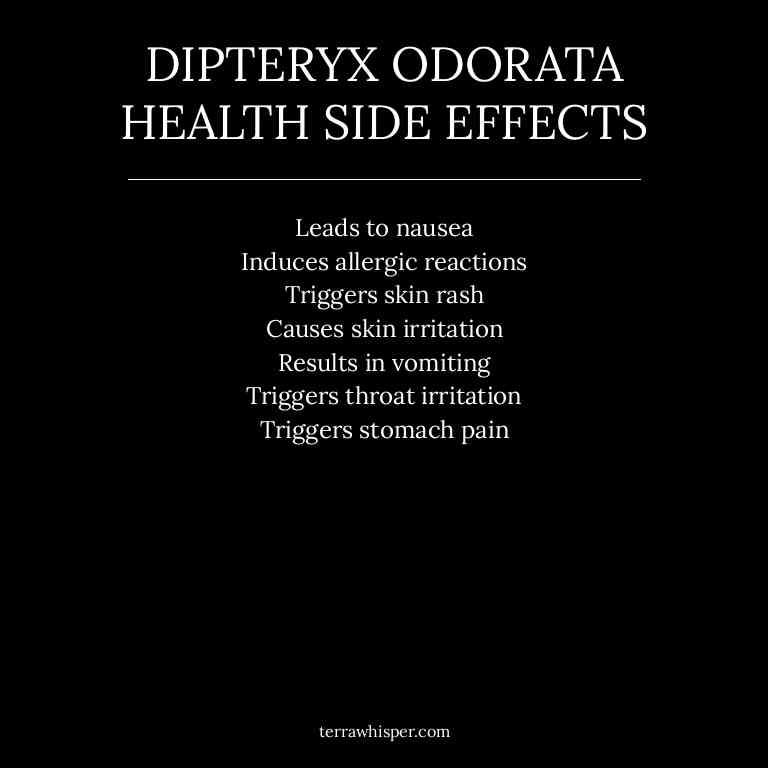 DIPTERYX ODORATA
HEALTH SIDE EFFECTS
Leads to nausea
Induces allergic reactions
Triggers skin rash
Causes skin irritation
Results in vomiting
Triggers throat irritation
Triggers stomach pain
terrawhisper.com